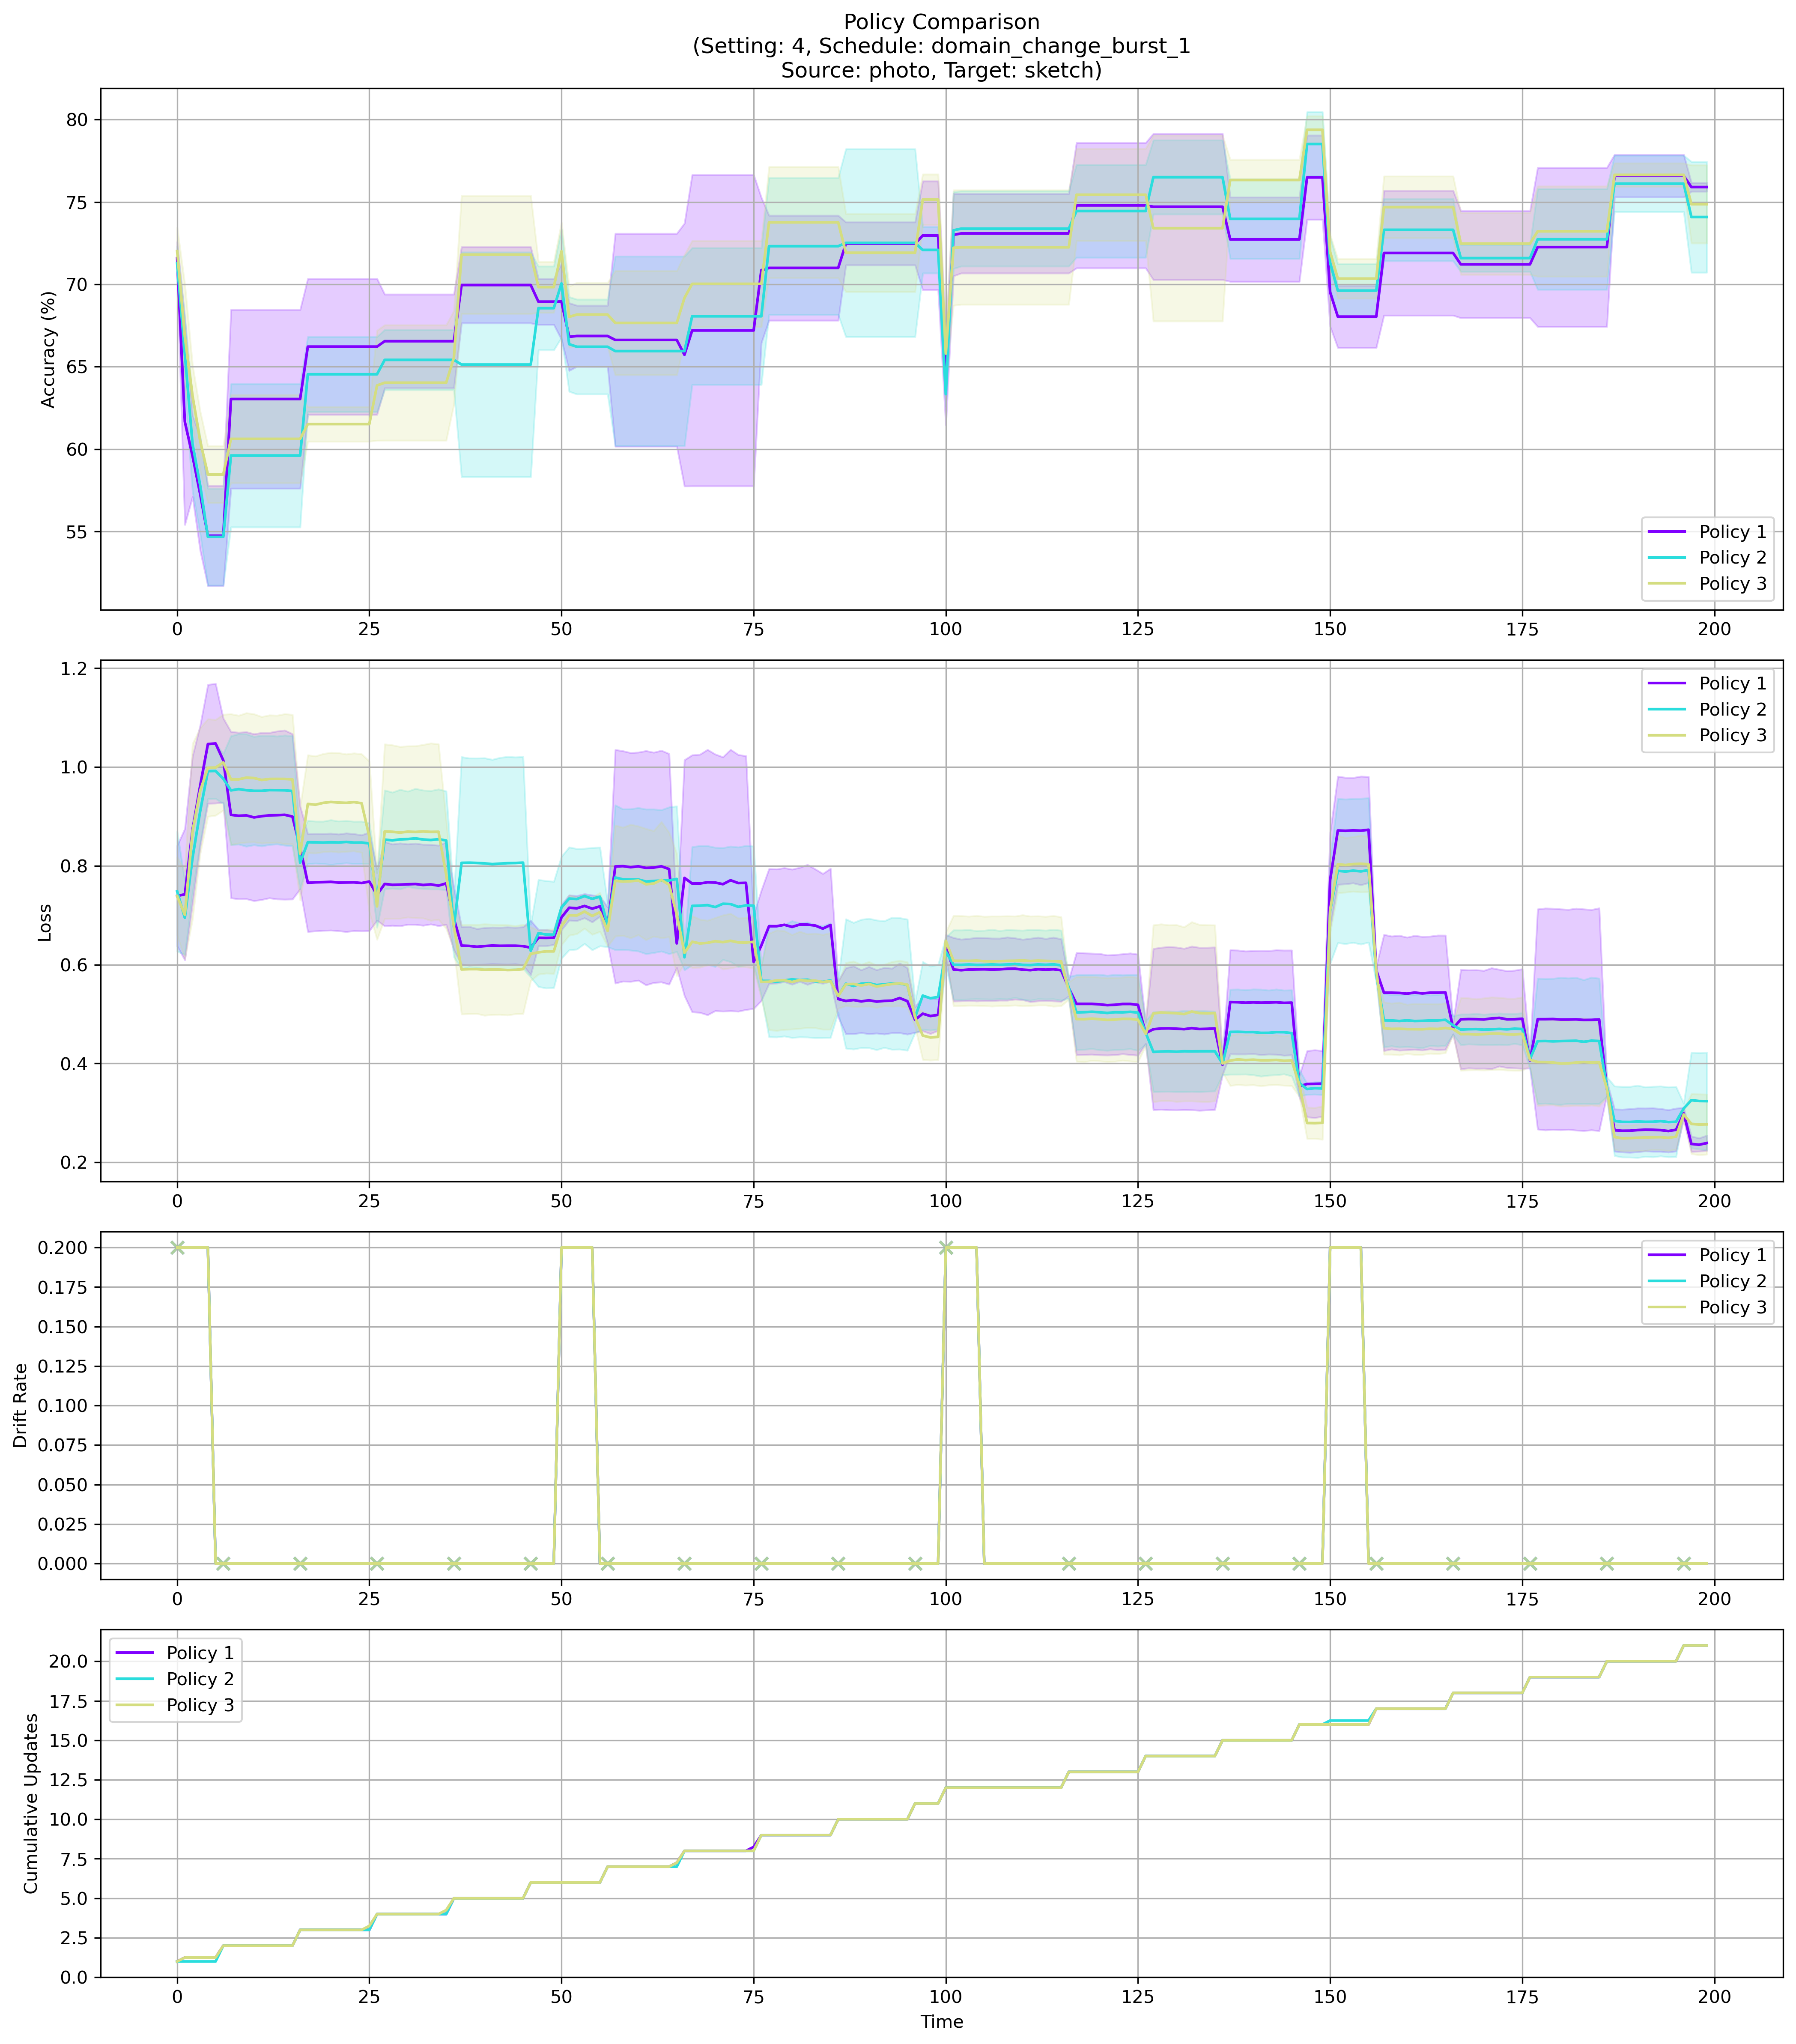 Policy Comparison
(Setting: 4, Schedule: domain_change_burst_1
Source: photo, Target: sketch)
Accuracy (%)
80
75
70
65
60
55
Policy 1
Policy 2
Policy 3
0 25 50 75 100 125 150 175 200
Loss
1.2
1.0
0.8
0.6
0.4
0.2
Policy 1
Policy 2
Policy 3
0 25 50 75 100 125 150 175 200
Drift Rate
0.200
0.175
0.150
0.125
0.100
0.075
0.050
0.025
0.000
Policy 1
Policy 2
Policy 3
0 25 50 75 100 125 150 175 200
Cumulative Updates
20.0
17.5
15.0
12.5
10.0
7.5
5.0
2.5
0.0
Policy 1
Policy 2
Policy 3
0 25 50 75 100 125 150 175 200
Time